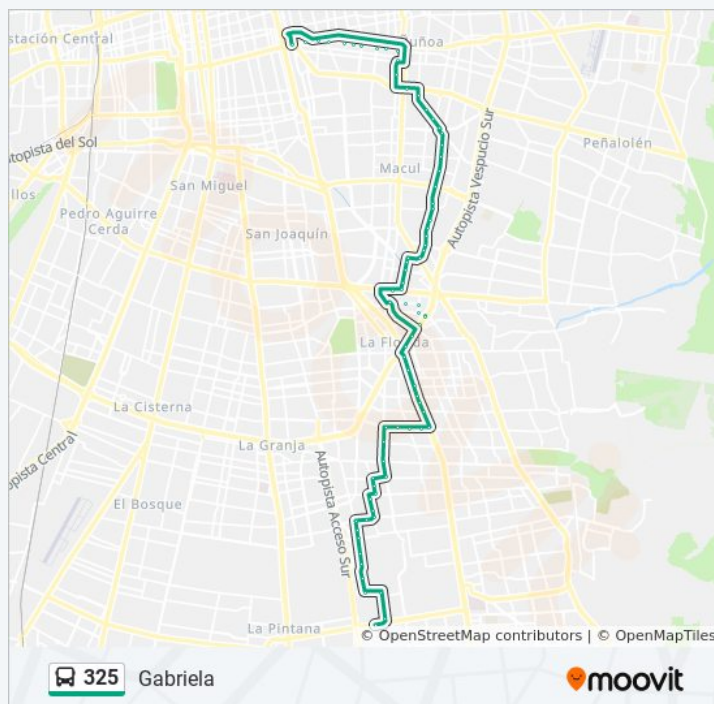 estación Central
Ñuñoa
Peñalolén
Autopista del Sol
Macul
Autopista Vespucio Sur
San Miguel
illos
Pedro Aguirre
Cerda
San Joaquín
La Florida
La Cisterna
La Granja
opista Central
Autopista Acceso Sur
El Bosque
La Pintana
© OpenStreetMap contributors | © OpenMapTiles
325 Gabriela
moovit